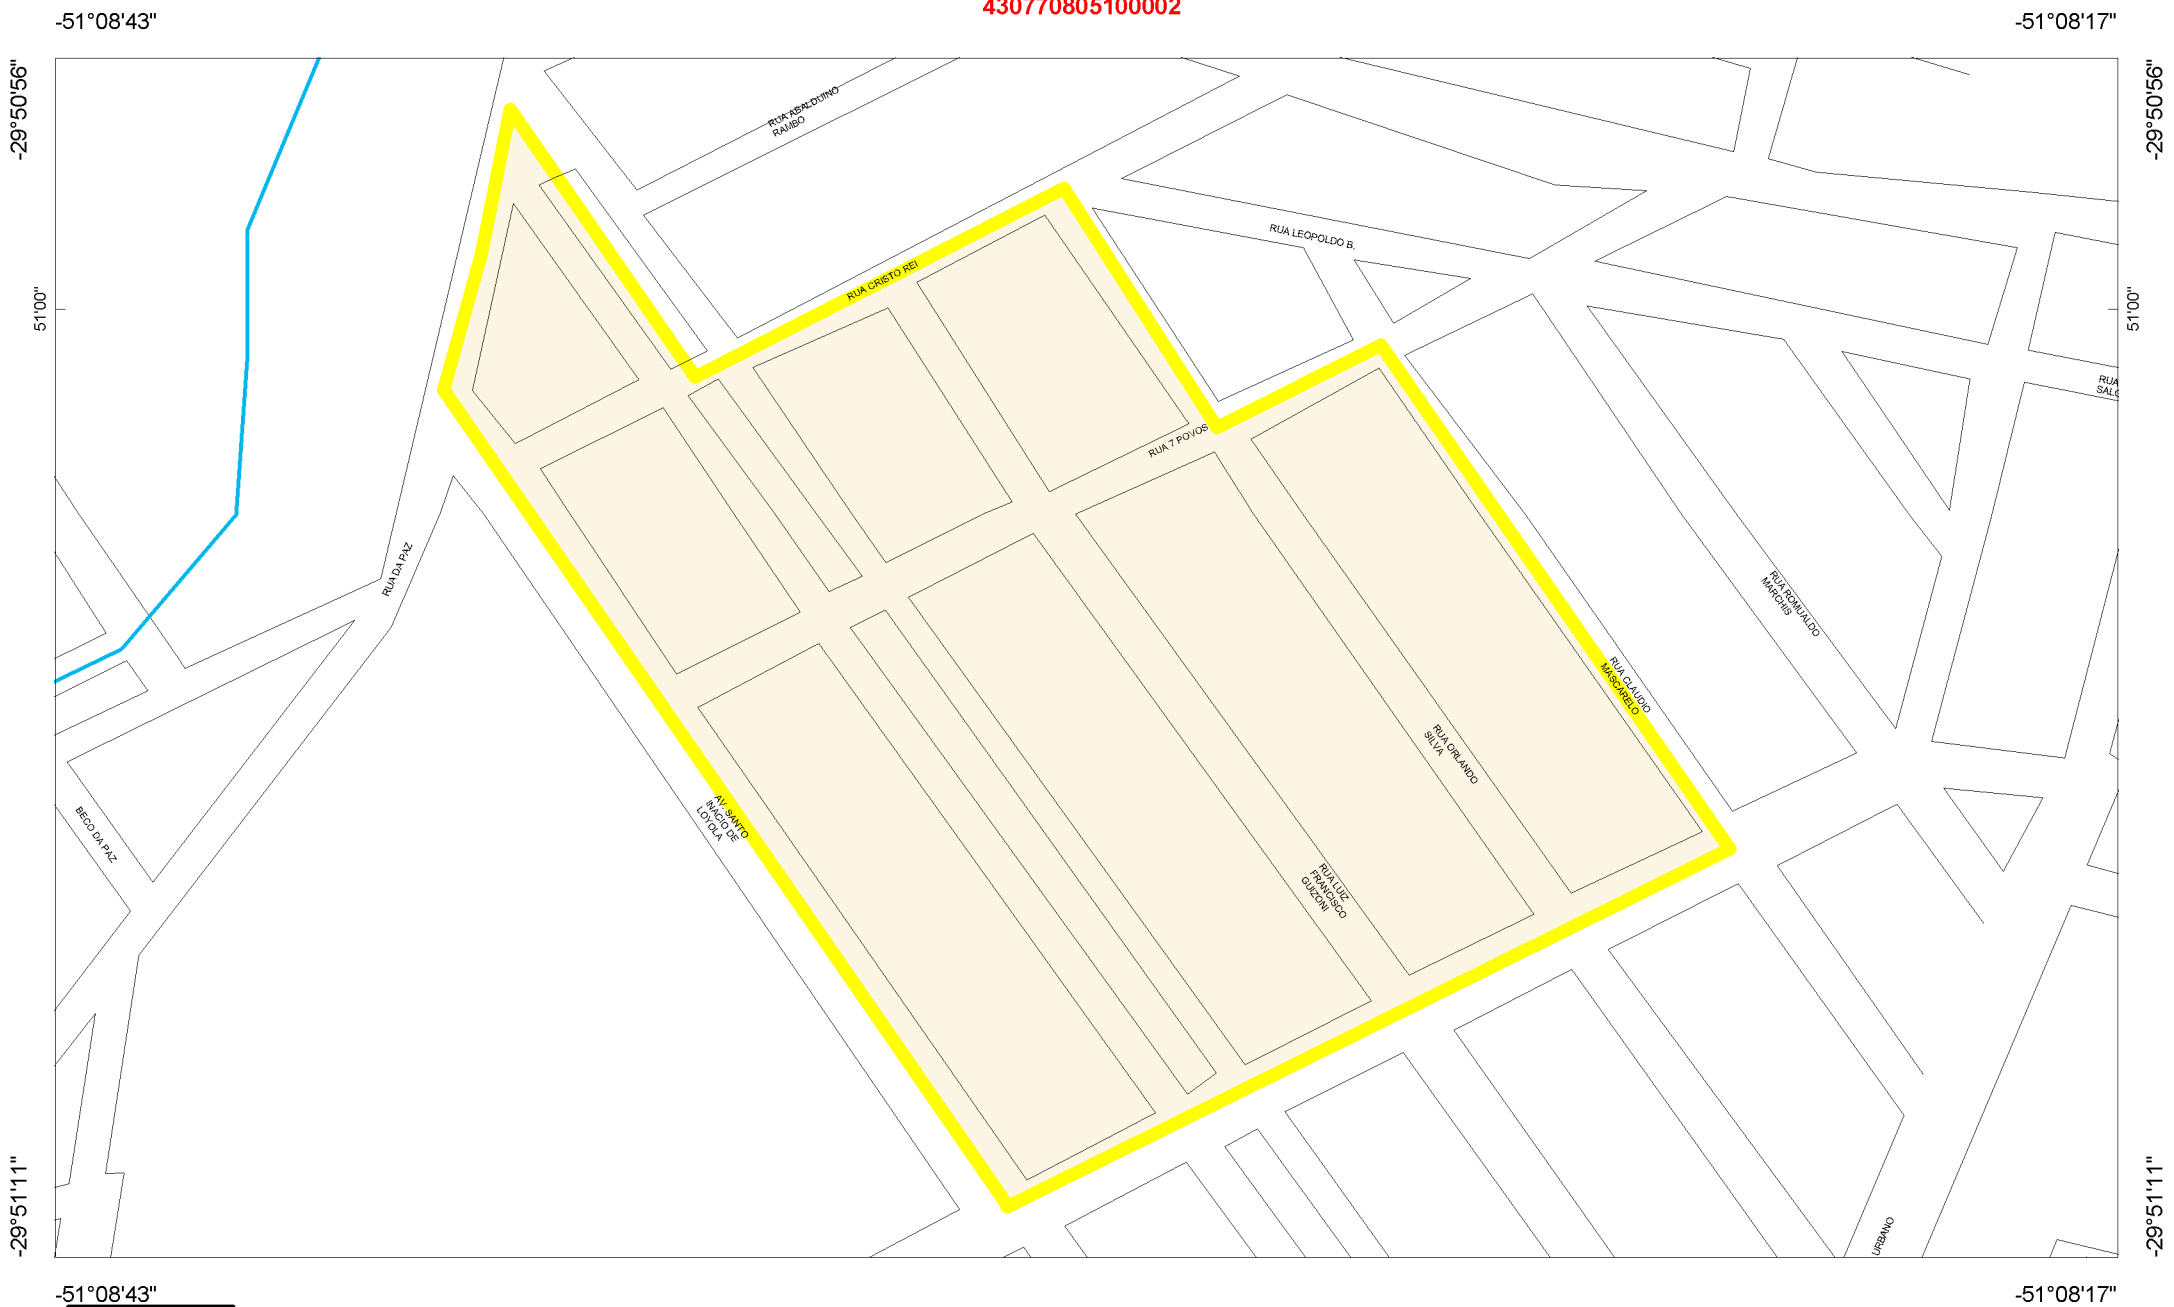 430770805100002
-51°08'43"
-51°08'17"
-29°50'56"
-29°50'56"
RUA ABALDUINO
RAMBO
RUA LEOPOLDO B.
RUA CRISTO REI
51'00"
51'00"
RUA
RUA 7 POVOS
RUA DA PAZ
RUA ROMUALDO
MARCHIS
RUA CLAUDIO
MASCARELO
RUA ORLANDO
SILVA
AV. SANTO
INACIO DE
LOYOLA
BECO DA PAZ
RUA LUIZ
FRANCISCO
GUIZONI
URBANO
-29°51'11"
-29°51'11"
-51°08'43"
-51°08'17"